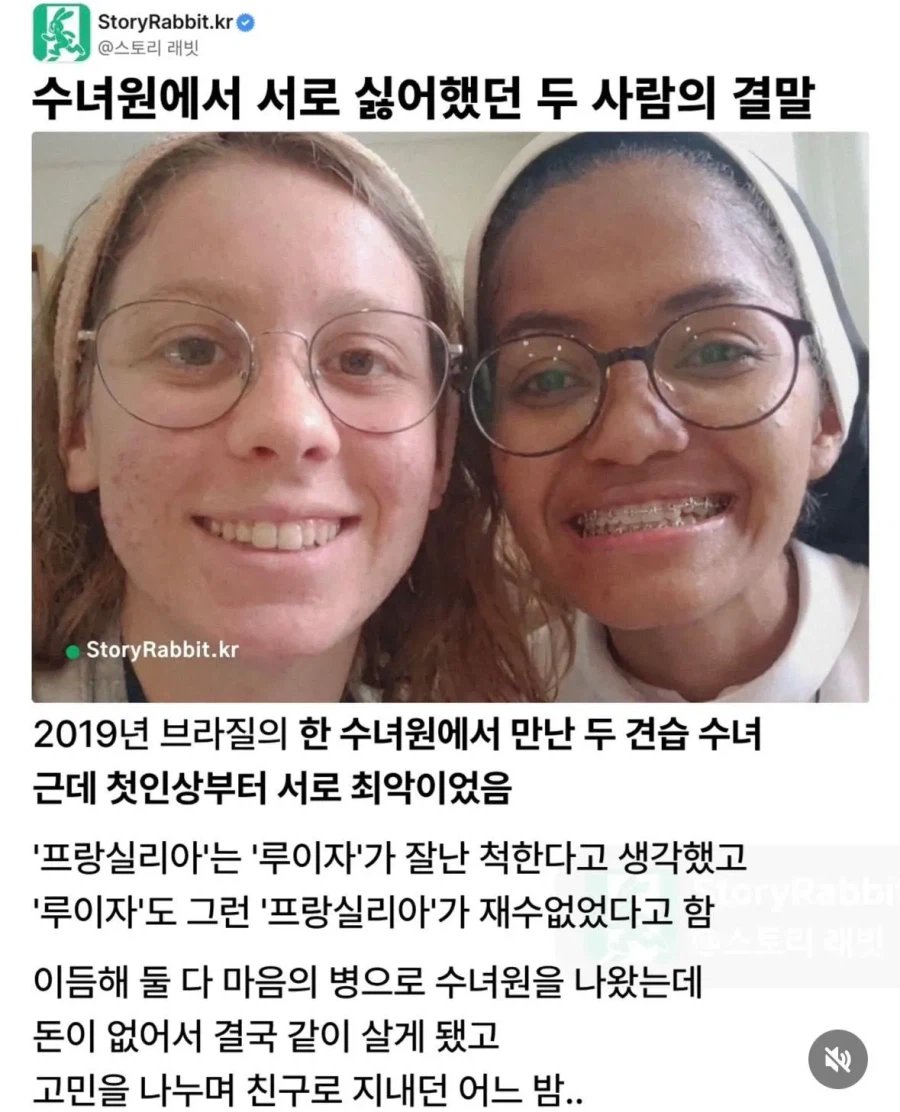 StoryRabbit.kr
@스토리 래빗
수녀원에서 서로 싫어했던 두 사람의 결말
StoryRabbit.kr
2019년 브라질의 한 수녀원에서 만난 두 견습 수녀
근데 첫인상부터 서로 최악이었음
'프랑실리아'는 '루이자'가 잘난 척한다고 생각했고
'루이자'도 그런 '프랑실리아'가 재수없었다고 함
StoryRabbit
@스토리 래빗
이듬해 둘 다 마음의 병으로 수녀원을 나왔는데
돈이 없어서 결국 같이 살게 됐고
고민을 나누며 친구로 지내던 어느 밤..